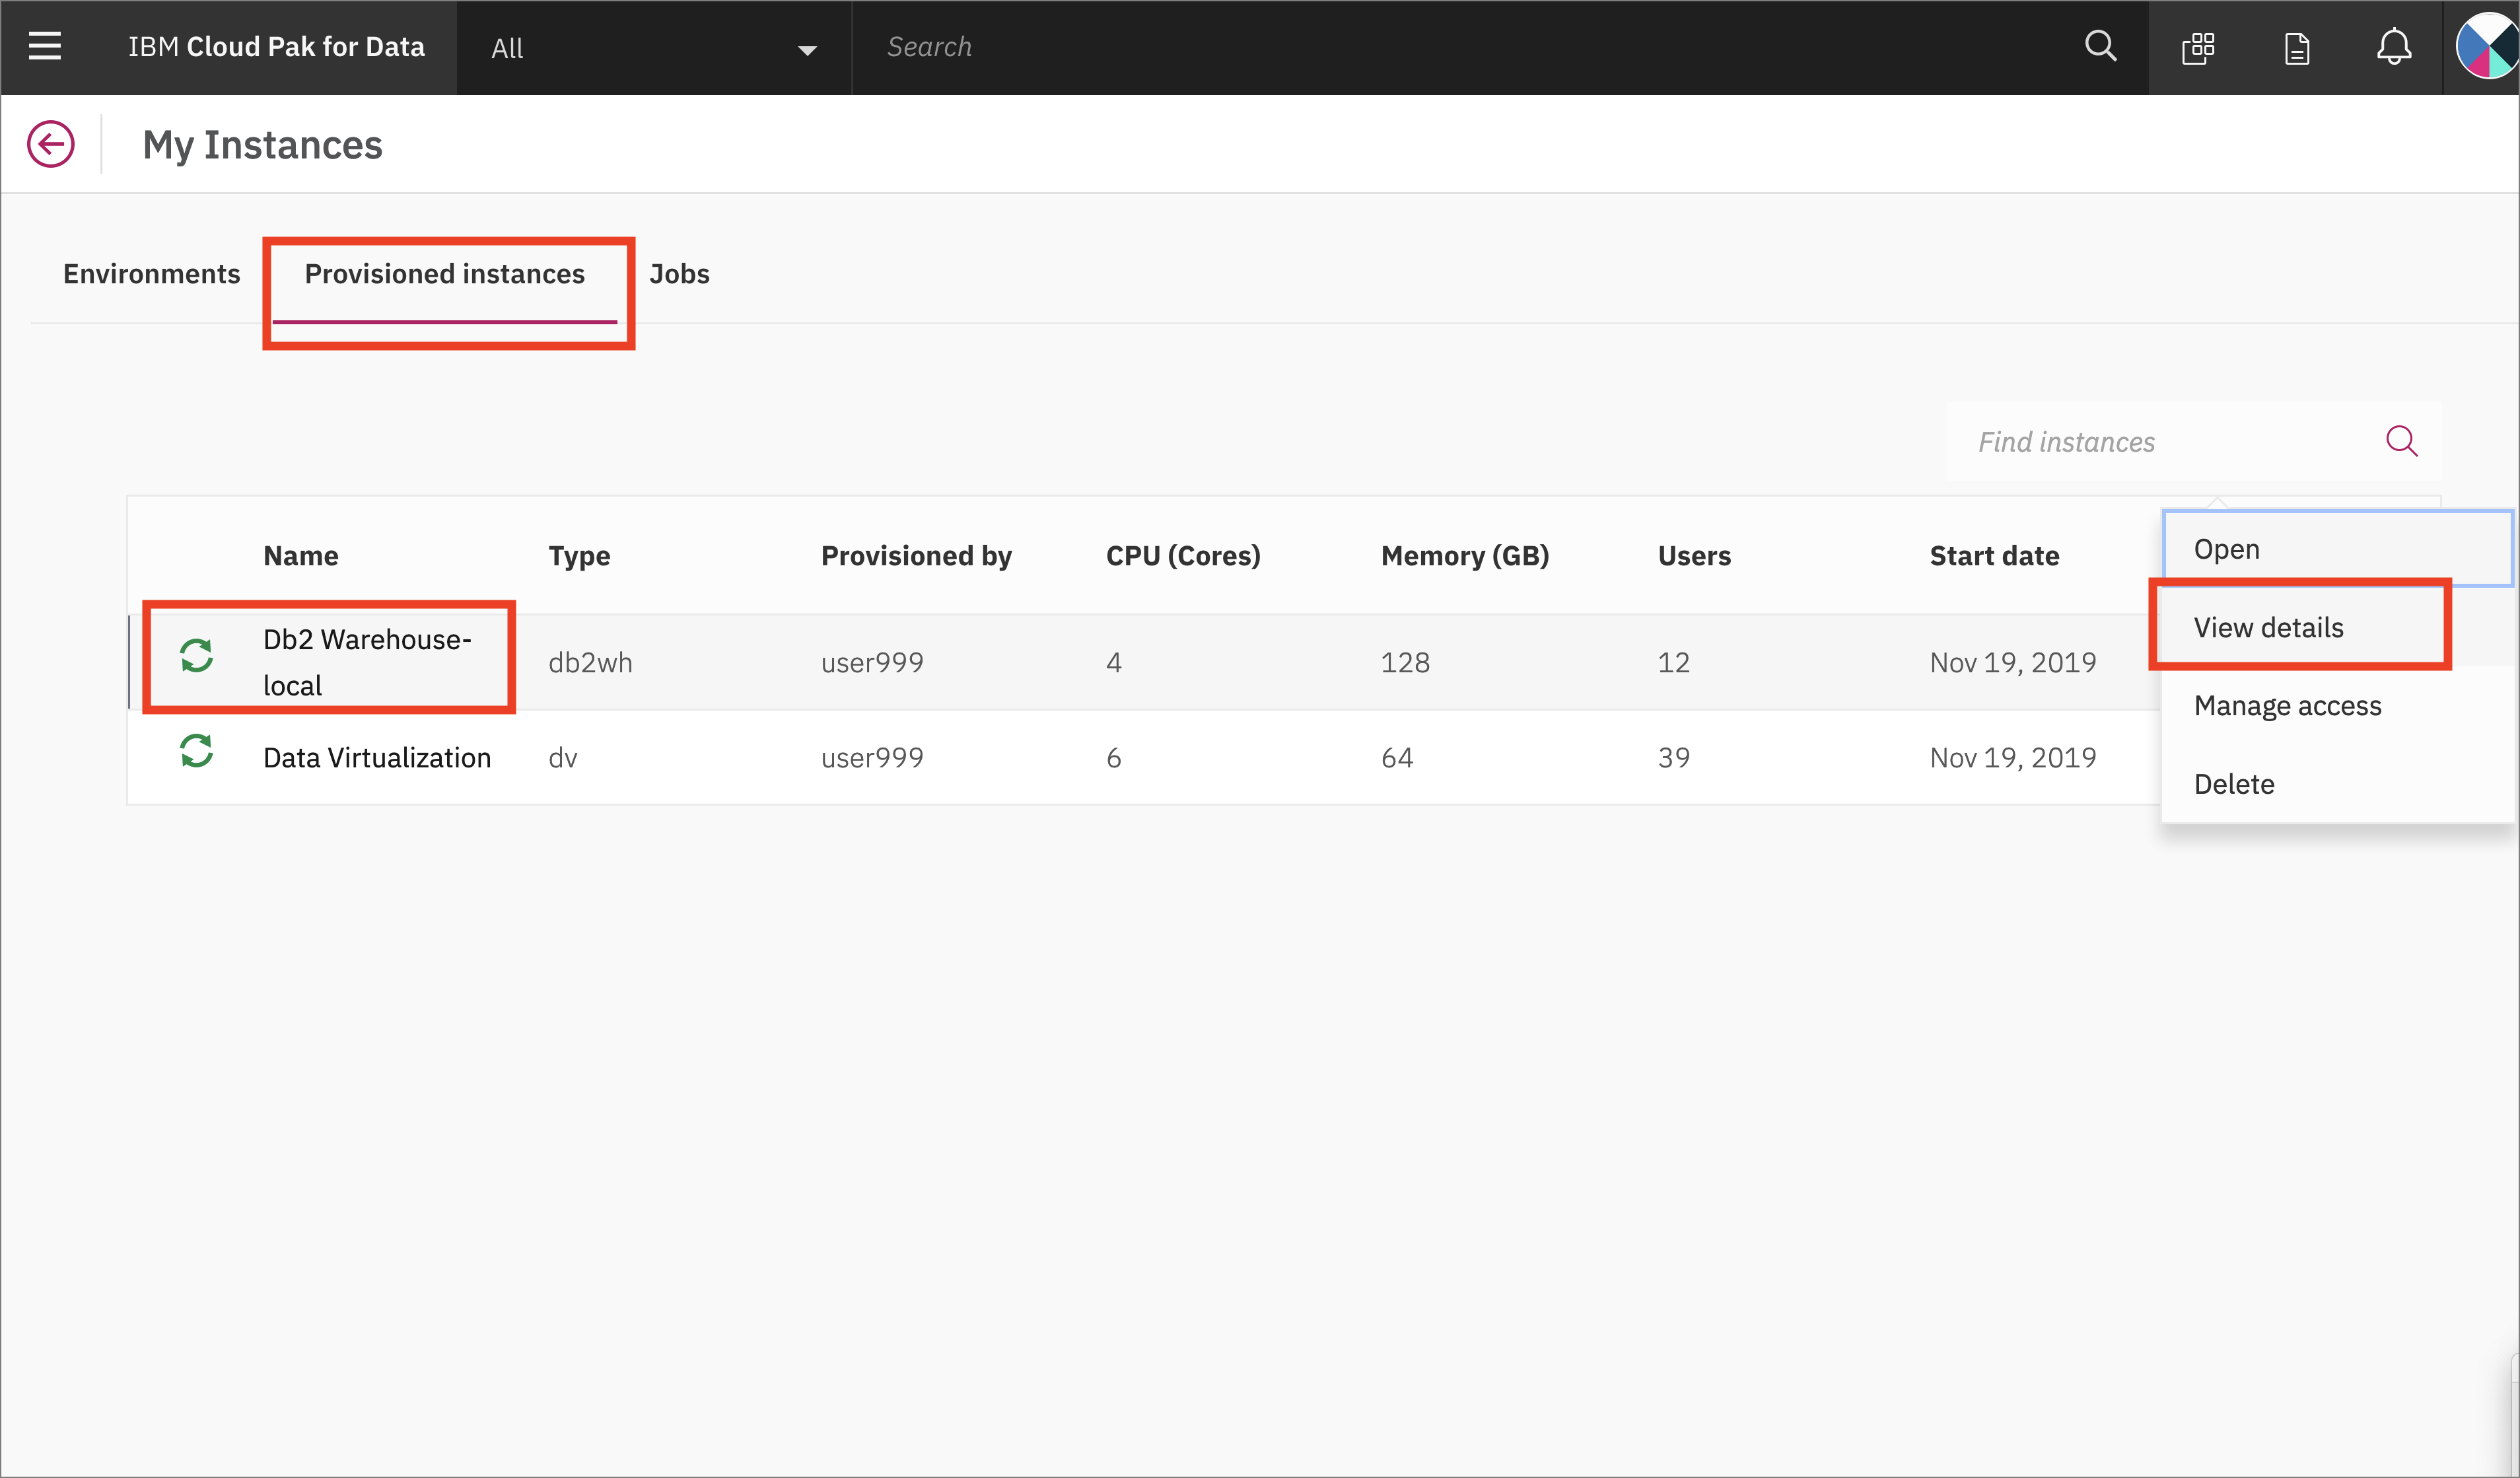 IBM Cloud Pak for Data
All
Search
My Instances
Environments
Provisioned instances
Jobs
Find instances
Name Type Provisioned by CPU (Cores) Memory (GB) Users Start date
Db2 Warehouse-
local
db2wh user999 4 128 12 Nov 19, 2019
Data Virtualization dv user999 6 64 39 Nov 19, 2019
Open
View details
Manage access
Delete